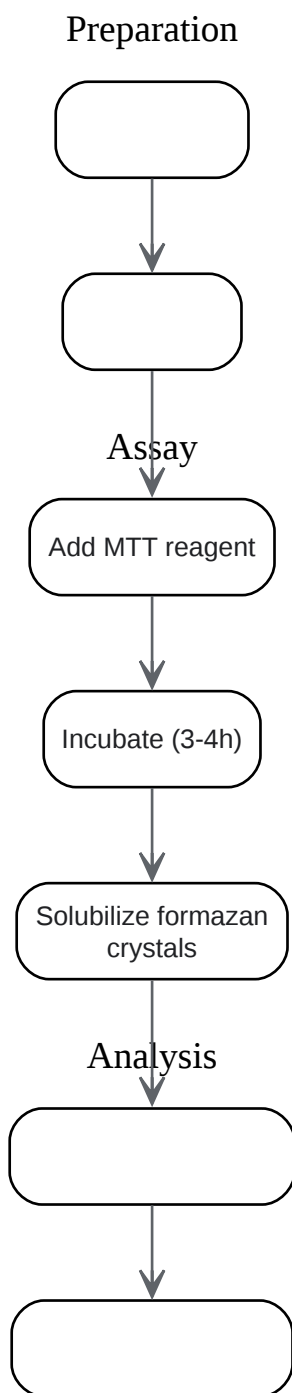 Preparation
Assay
Add MTT reagent
Incubate (3-4h)
Solubilize formazan
crystals
Analysis